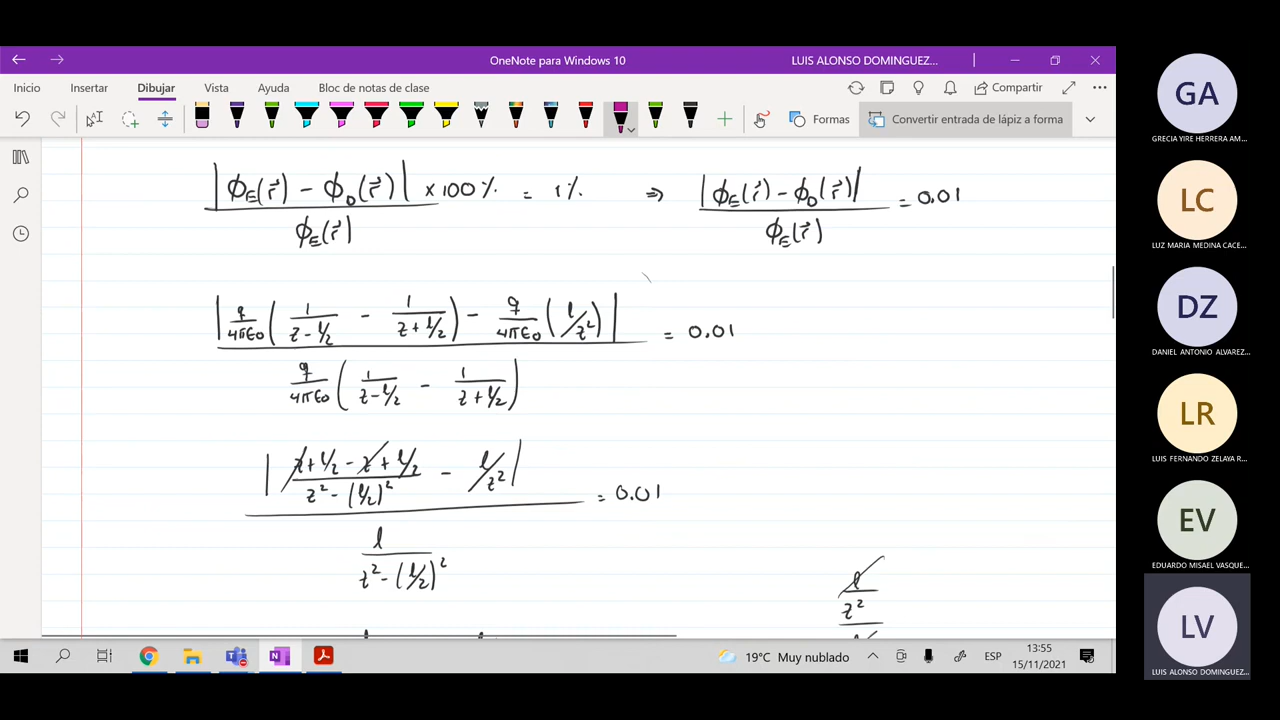 OneNote para Windows 10
LUIS ALONSO DOMINGUEZ...
Inicio Insertar Dibujar Vista Ayuda Bloc de notas de clase
Compartir
Formas
Convertir entrada de lápiz a forma
|ϕE(r⃗) − ϕD(r⃗)| / ϕE(r⃗) × 100% = 1% ⇒ |ϕE(r⃗) − ϕD(r⃗)| / ϕE(r⃗) = 0.01
|q/4πϵ0 (1/(z−l/2) − 1/(z+l/2)) − q/4πϵ0 (l/z²)| / q/4πϵ0 (1/(z−l/2) − 1/(z+l/2)) = 0.01
|(z+l/2 − z+l/2)/(z²−(l/2)²) − l/z²| / (l/(z²−(l/2)²)) = 0.01
l/z²
GA
GRECIA YIRE HERRERA AM...
LC
LUZ MARIA MEDINA CACE...
DZ
DANIEL ANTONIO ALVAREZ...
LR
LUIS FERNANDO ZELAYA R...
EV
EDUARDO MISAEL VASQUE...
LV
LUIS ALONSO DOMINGUEZ...
19°C Muy nublado
ESP
13:55
15/11/2021